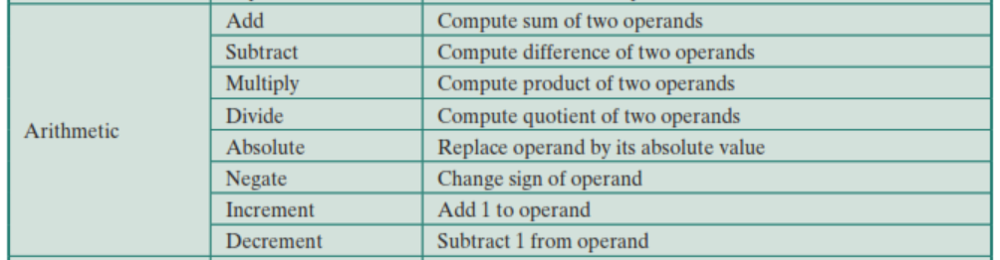 Add Compute sum of two operands
Subtract Compute difference of two operands
Multiply Compute product of two operands
Divide Compute quotient of two operands
Arithmetic
Absolute Replace operand by its absolute value
Negate Change sign of operand
Increment Add 1 to operand
Decrement Subtract 1 from operand